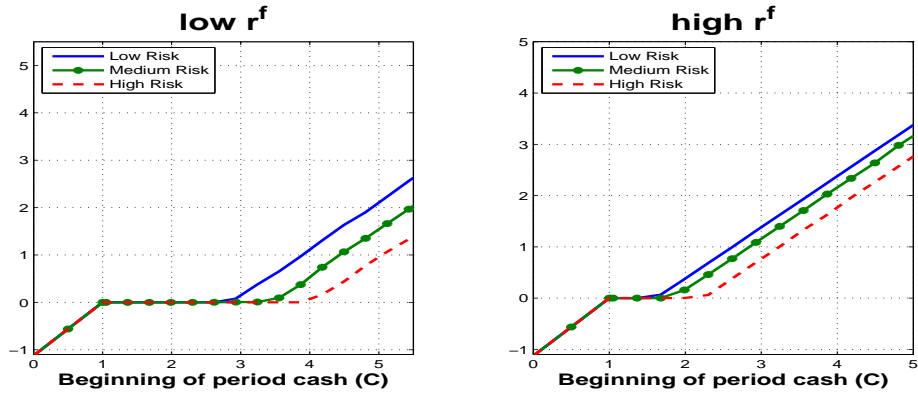 low r^f
5
4
3
2
1
0
−1
0 1 2 3 4 5
Low Risk
Medium Risk
High Risk
Beginning of period cash (C)
high r^f
5
4
3
2
1
0
−1
0 1 2 3 4 5
Low Risk
Medium Risk
High Risk
Beginning of period cash (C)